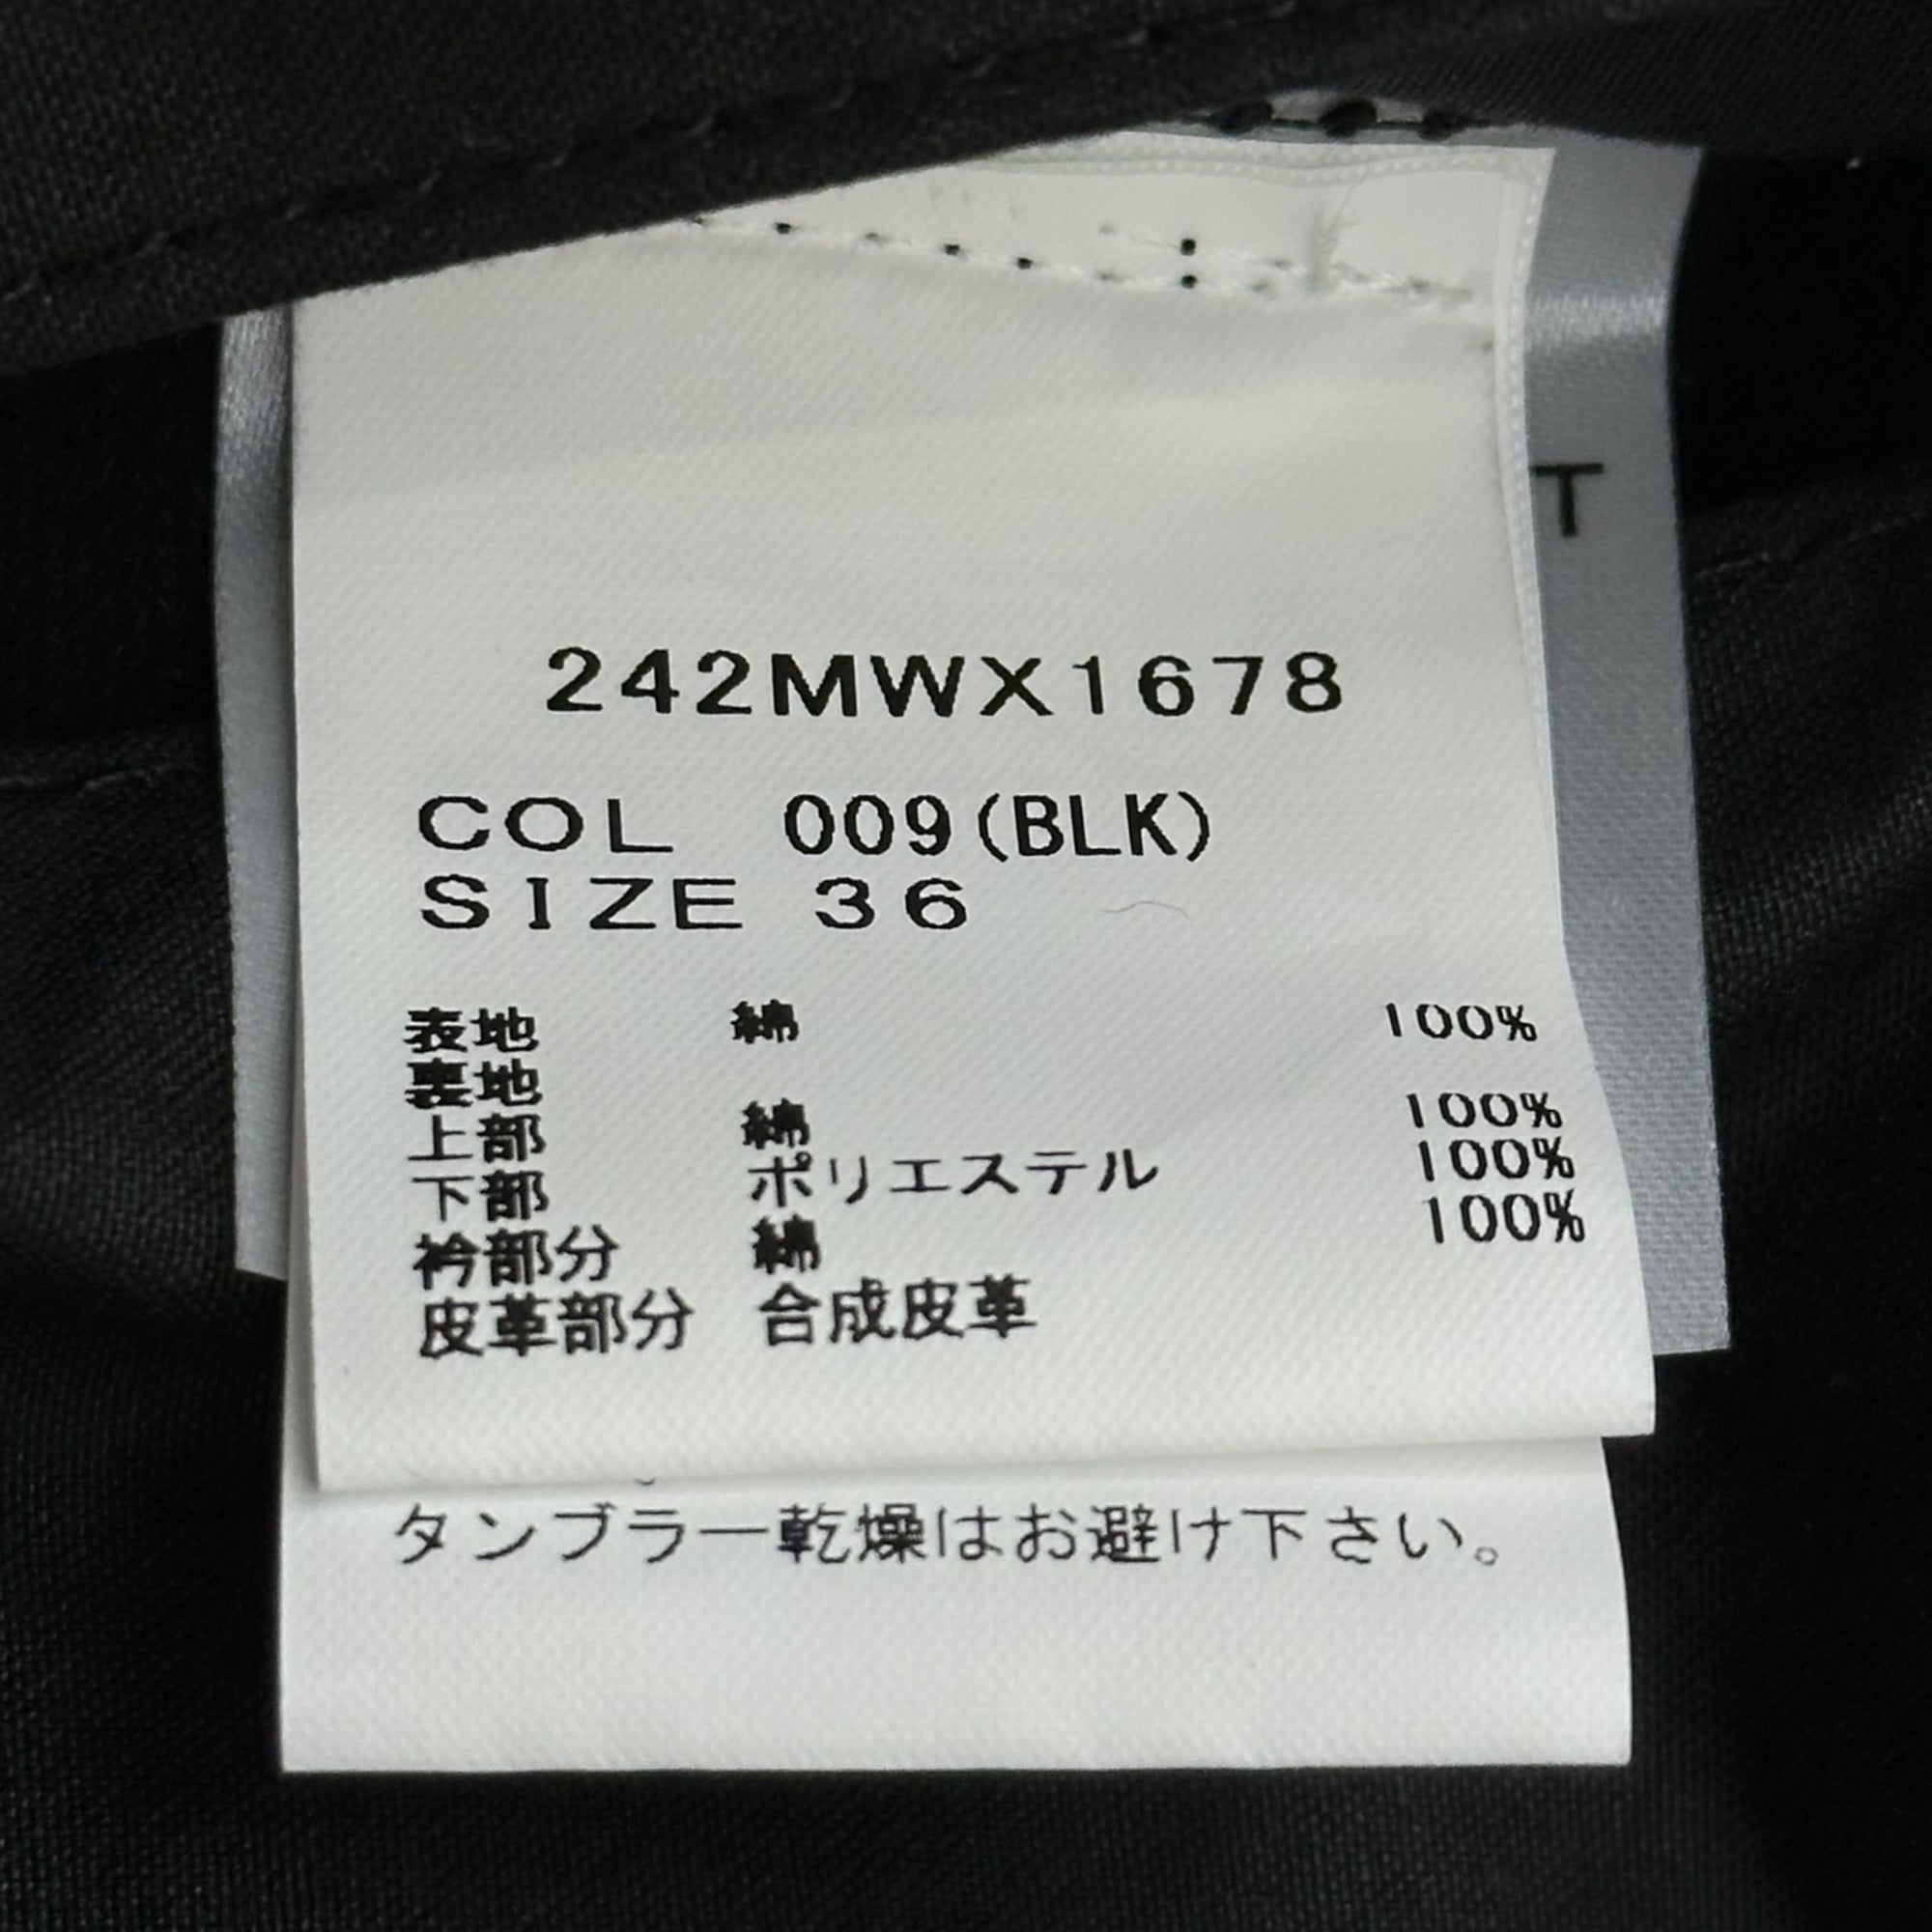 T
242MWX1678
COL 009(BLK)
SIZE 36
表地 綿 100%
裏地
上部 綿 100%
下部 ポリエステル 100%
衿部分 綿 100%
皮革部分 合成皮革
タンブラー乾燥はお避け下さい。